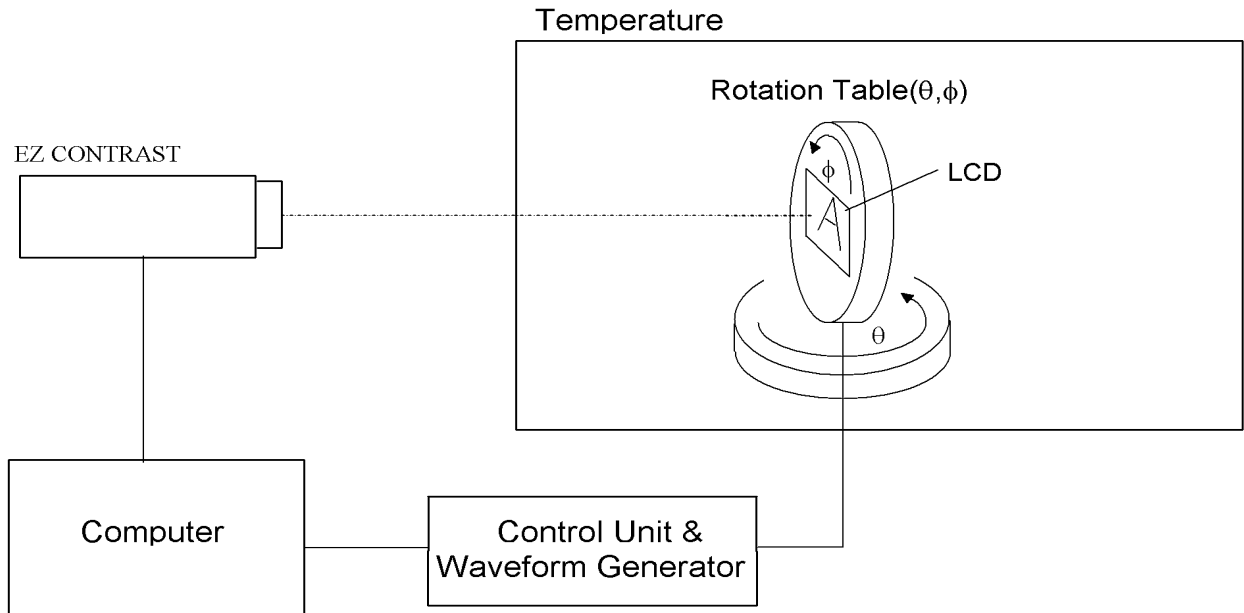 Temperature
Rotation Table(θ,ϕ)
EZ CONTRAST
ϕ
LCD
A
θ
Computer
Control Unit &
Waveform Generator